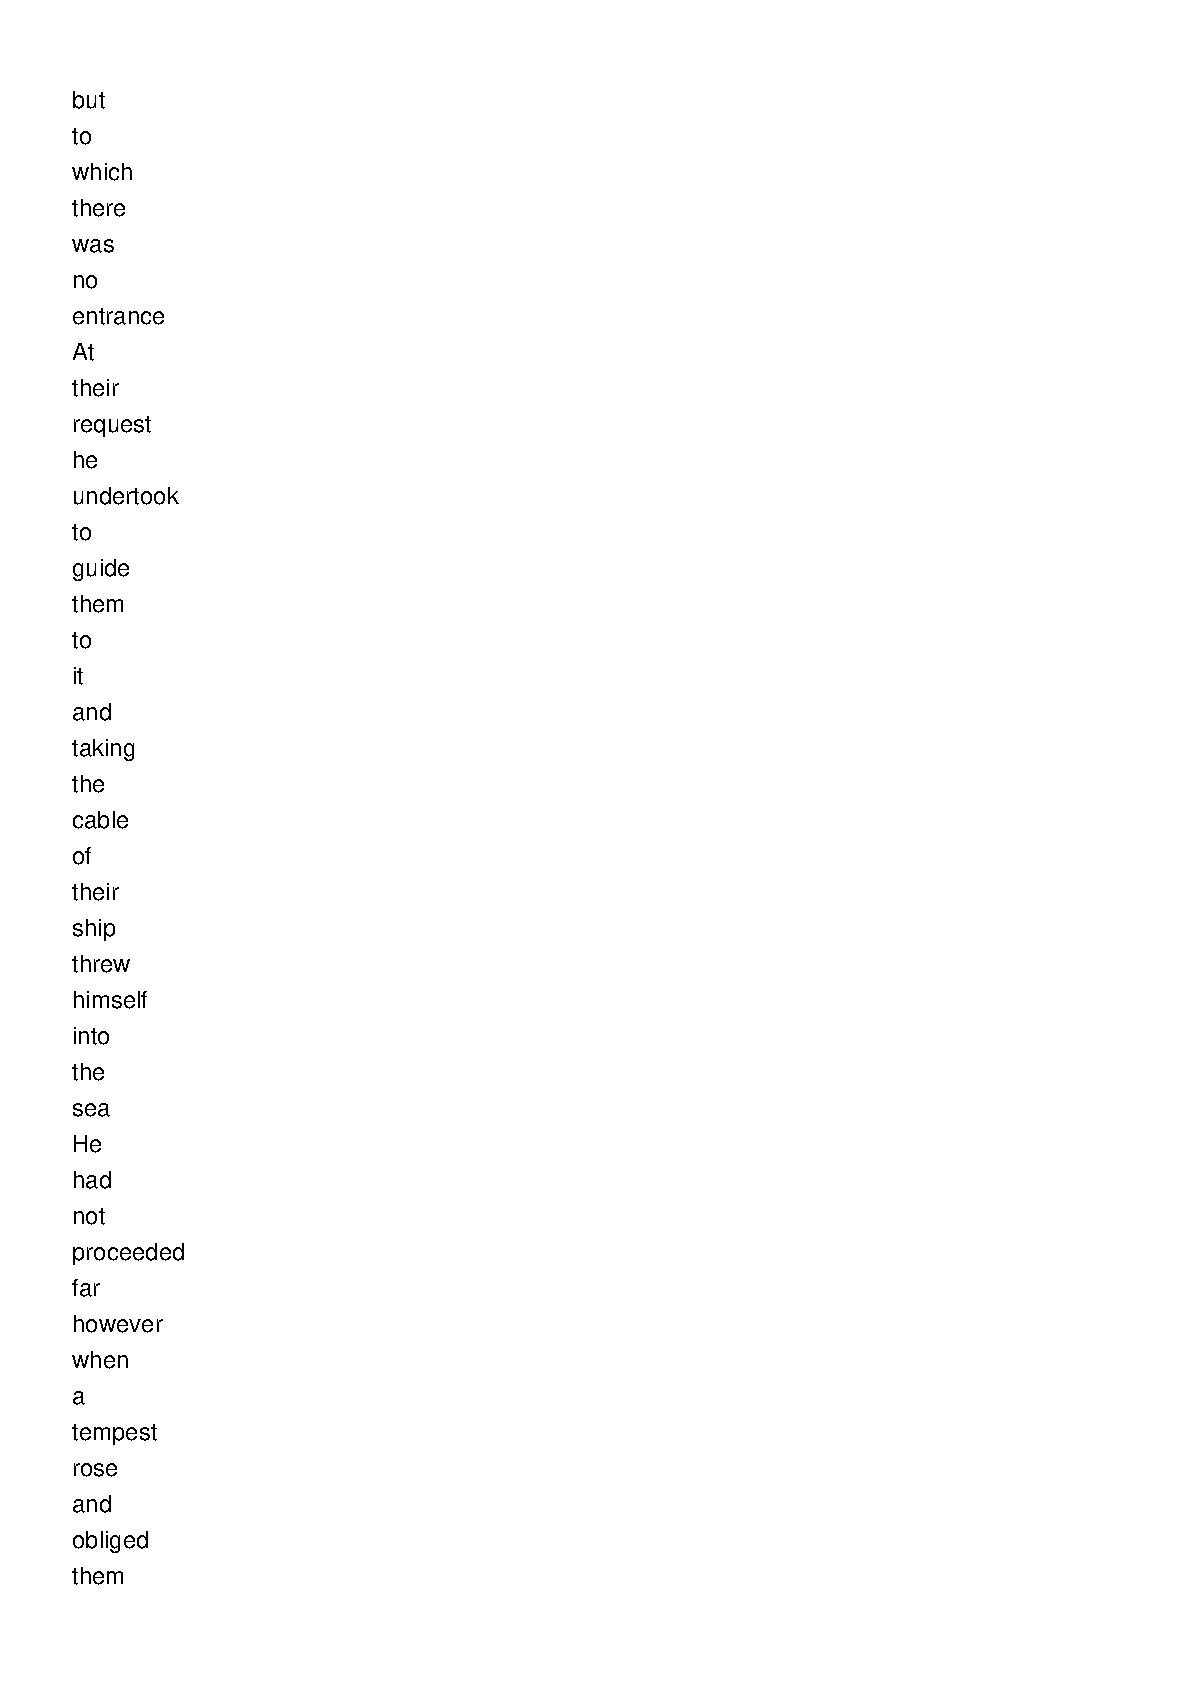 but
to
which
there
was
no
entrance
At
their
request
he
undertook
to
guide
them
to
it
and
taking
the
cable
of
their
ship
threw
himself
into
the
sea
He
had
not
proceeded
far
however
when
a
tempest
rose
and
obliged
them